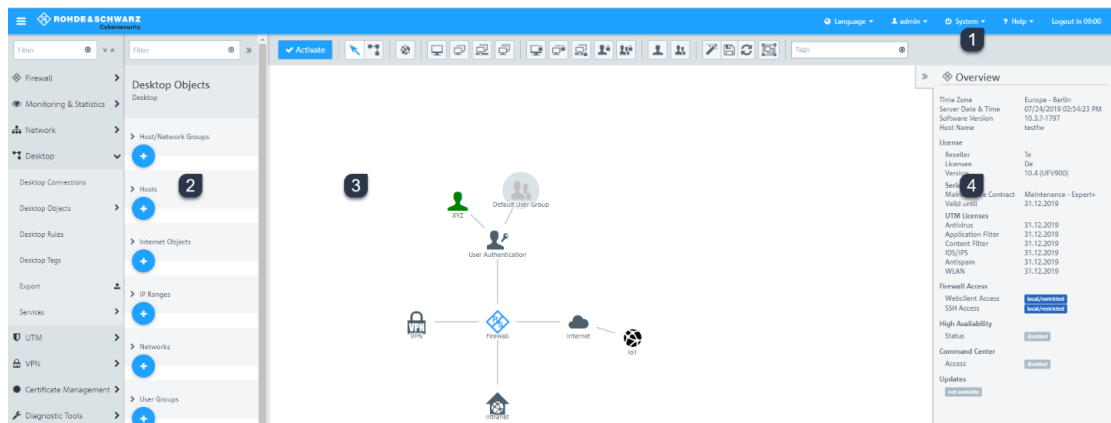 ROHDE & SCHWARZ
Cybersecurity
Language
admin
System
Help
Logout in 09:00
1
Filter
Filter
Activate
Tags
Firewall
Monitoring & Statistics
Network
Desktop
Desktop Connections
Desktop Objects
Desktop Rules
Desktop Tags
Export
Services
UTM
VPN
Certificate Management
Diagnostic Tools
Desktop Objects
Desktop
Host/Network Groups
Hosts
2
Internet Objects
IP Ranges
Networks
User Groups
3
XYZ
Default User Group
User Authentication
VPN
VPN
R S
Firewall
Internet
Io1
Intranet
Overview
Time Zone Europe - Berlin
Server Date & Time 07/24/2019 02:54:23 PM
Software Version 10.3.?-1797
Host Name testfw
License
Reseller Te
Licensee De
Version 10.4 (UFV900)
4
Maintenance Contract Maintenance - Expert+
Valid until 31.12.2019
UTM Licenses
Antivirus 31.12.2019
Application Filter 31.12.2019
Content Filter 31.12.2019
IDS/IPS 31.12.2019
Antispam 31.12.2019
WLAN 31.12.2019
Firewall Access
Webclient Access local/restricted
SSH Access local/restricted
High Availability
Status disabled
Command Center
Access disabled
Updates
not available